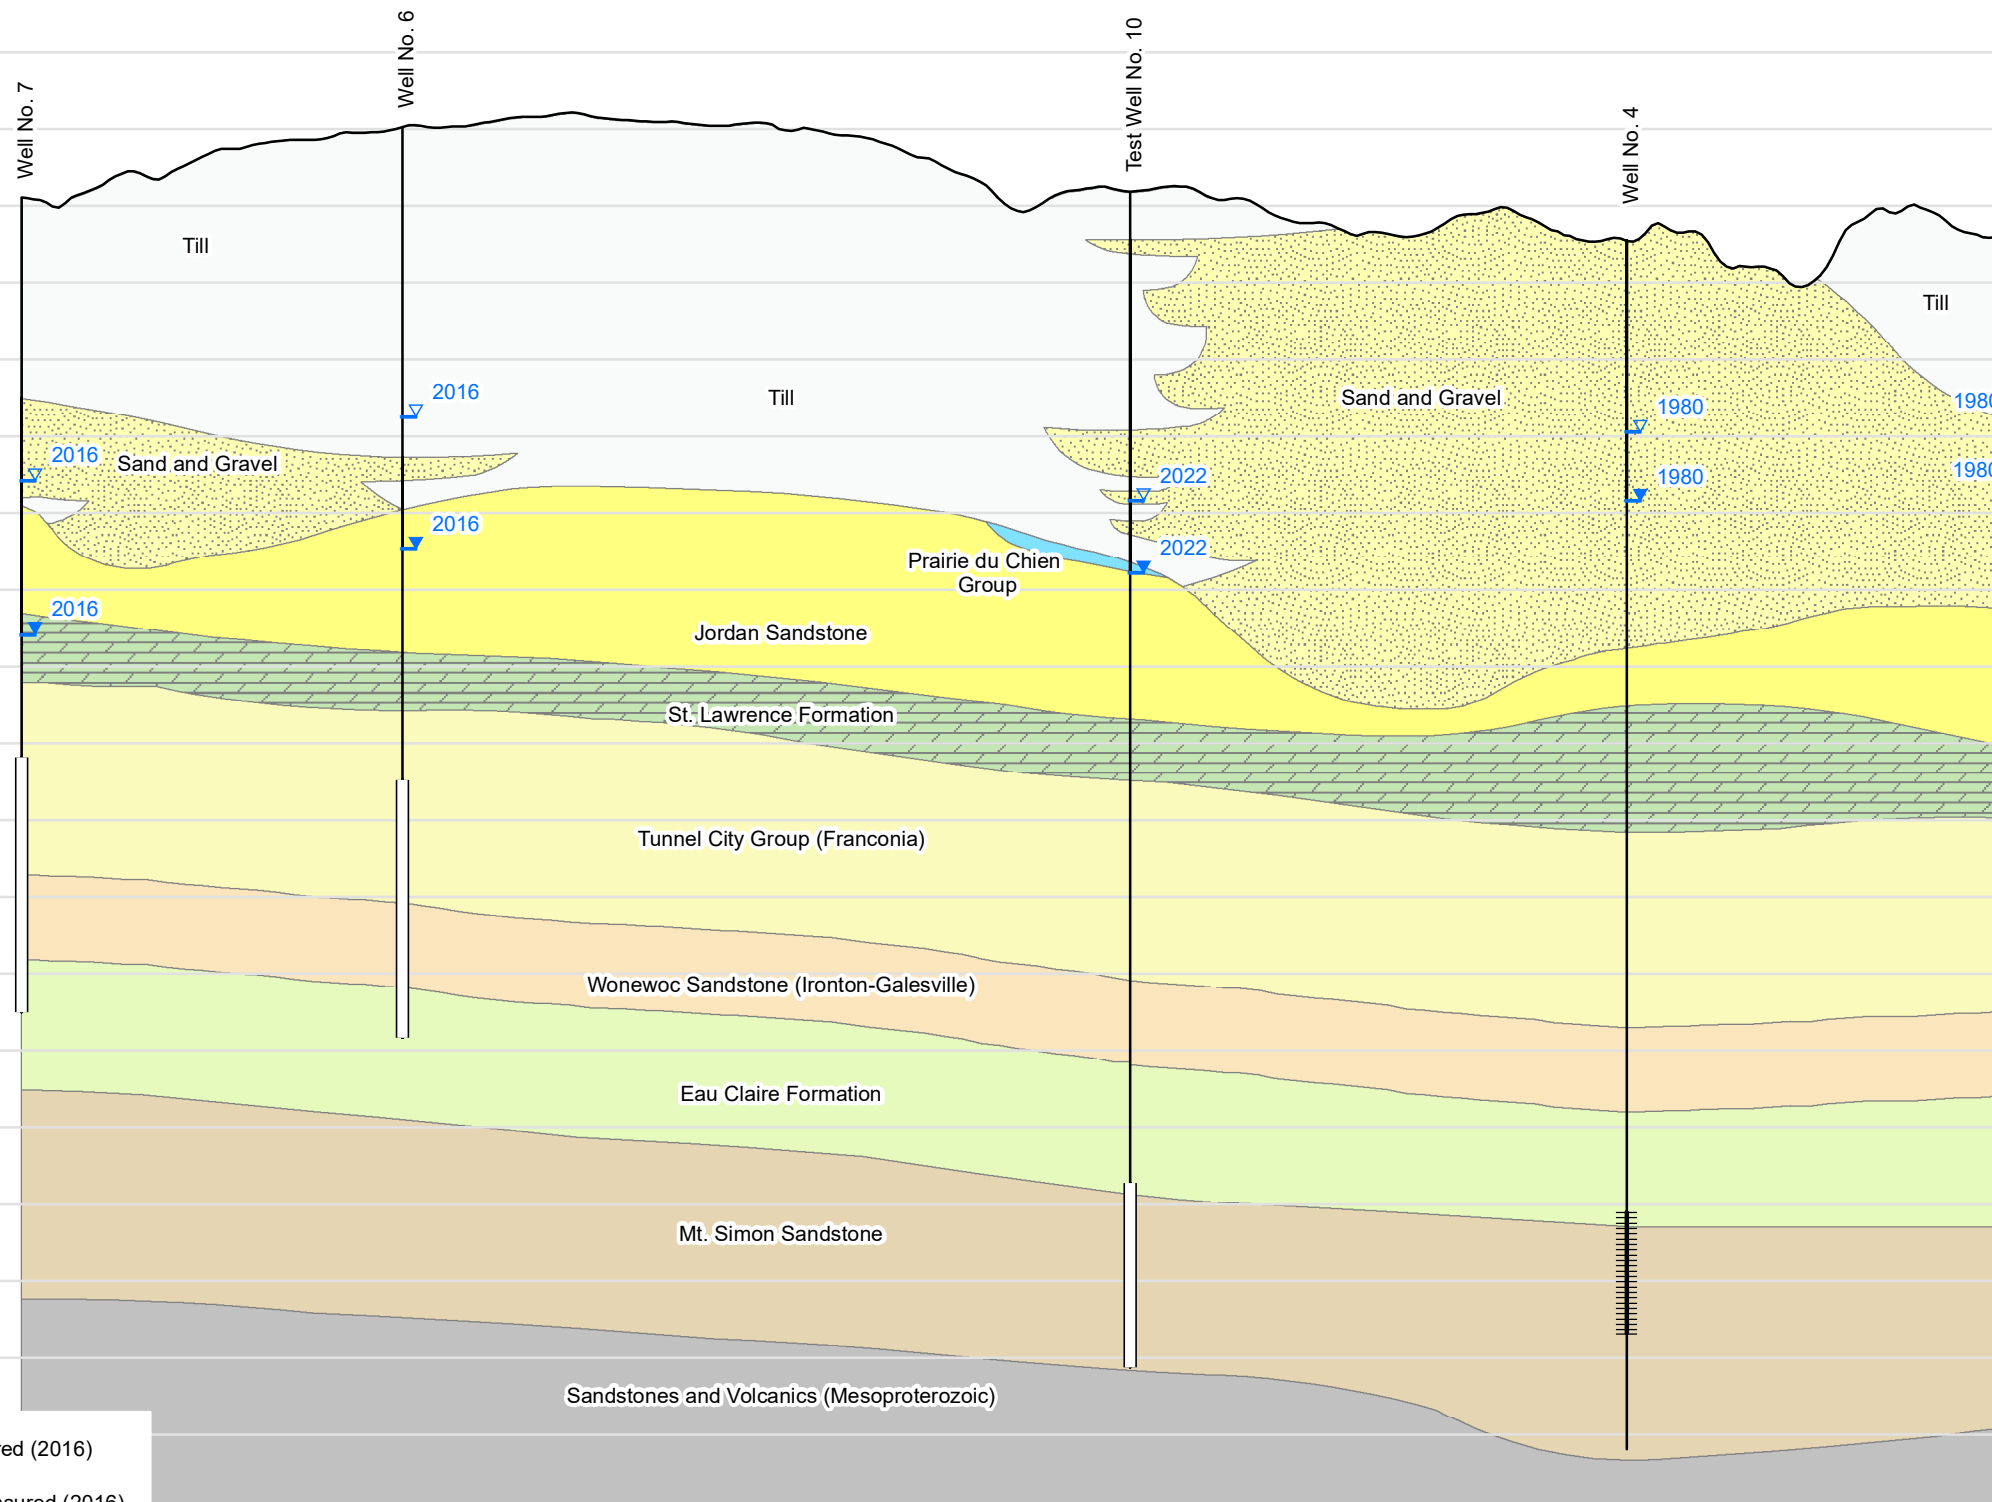 Well No. 7
Well No. 6
Test Well No. 10
Well No. 4
Till
Till
2016
Till
Sand and Gravel
1980
1980
2016
Sand and Gravel
2022
1980
1980
2016
2022
Prairie du Chien
Group
2016
Jordan Sandstone
St. Lawrence Formation
Tunnel City Group (Franconia)
Wonewoc Sandstone (Ironton-Galesville)
Eau Claire Formation
Mt. Simon Sandstone
Sandstones and Volcanics (Mesoproterozoic)
(2016)
(2016)